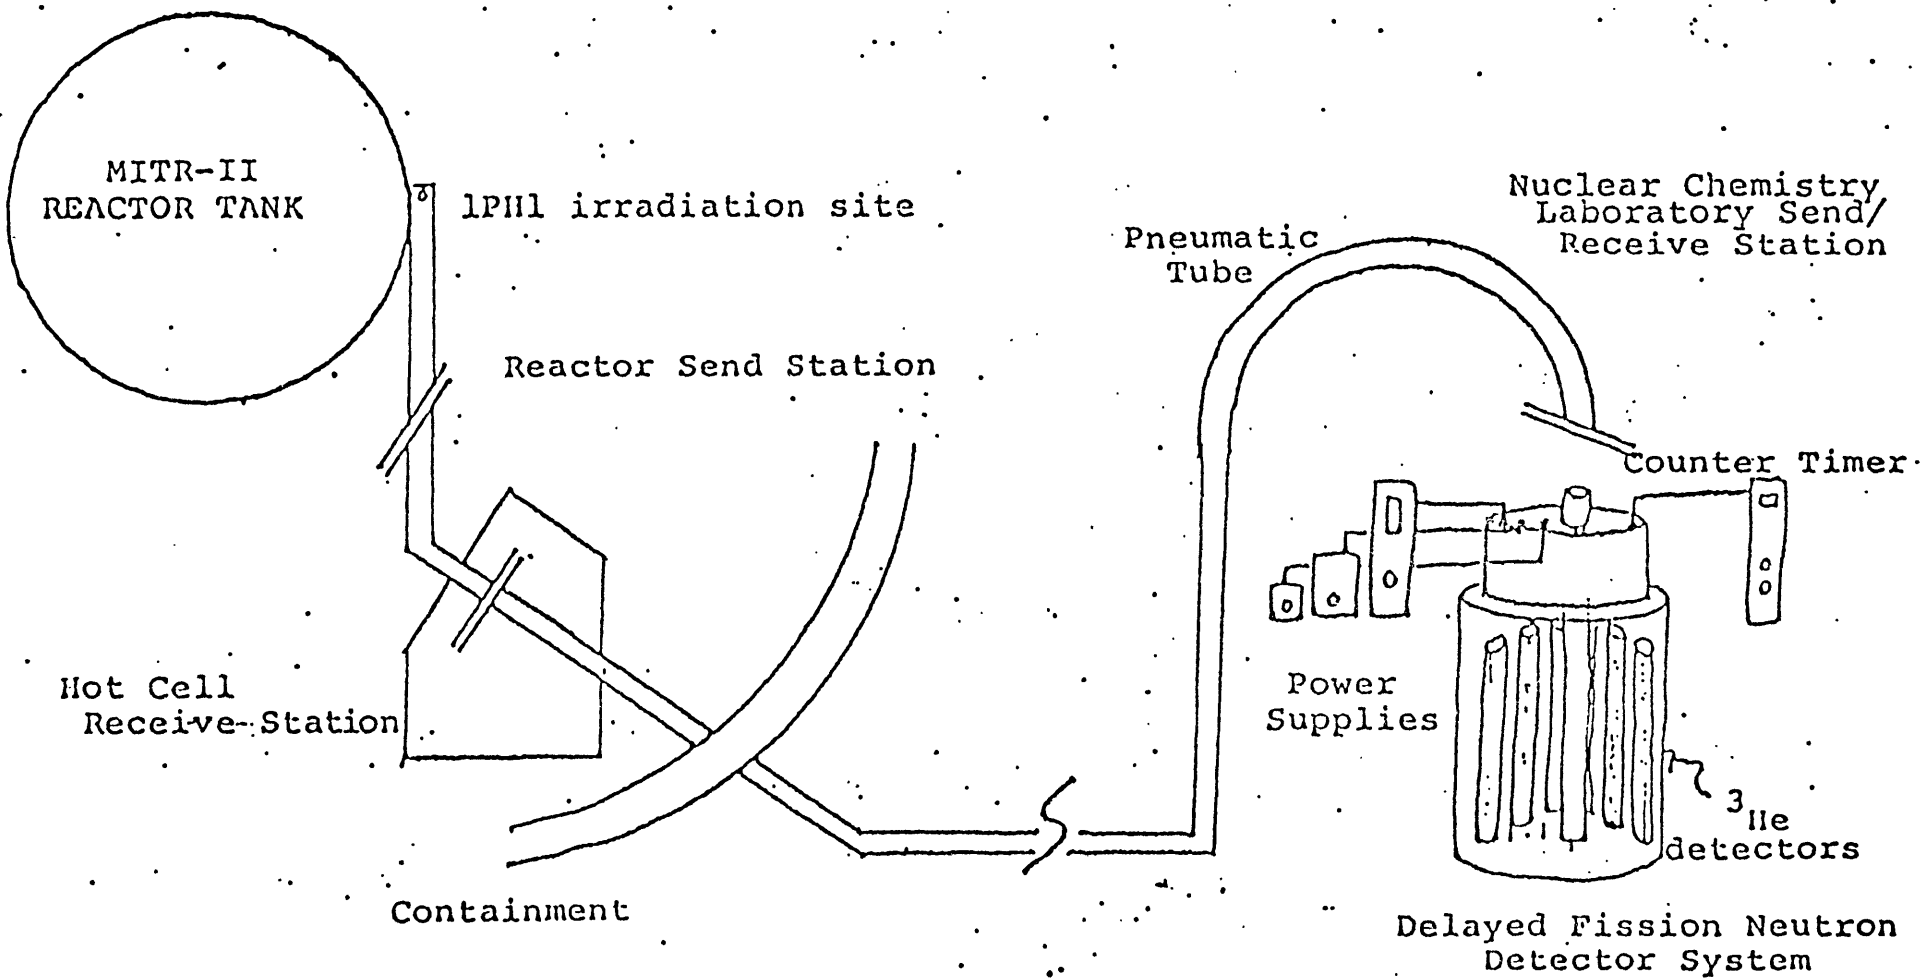 MITR-II
REACTOR TANK
1PH1 irradiation site
Nuclear Chemistry
Laboratory Send/
Receive Station
Pneumatic
Tube
Reactor Send Station
Counter Timer
Hot Cell
Receive Station
Power
Supplies
3He
detectors
Containment
Delayed Fission Neutron
Detector System